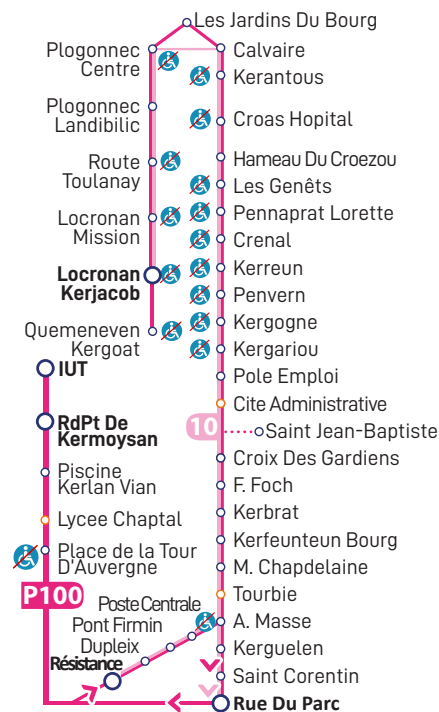 Les Jardins Du Bourg
Plogonnec
Centre
Plogonnec
Landibilic
Route
Toulanay
Locronan
Mission
Locronan
Kerjacob
Quemeneven
Kergoat
Calvaire
Kerantous
Croas Hopital
Hameau Du Croezou
Les Genêts
Pennaprat Lorette
Crenal
Kerreun
Penvern
Kergogne
Kergariou
Pole Emploi
Cite Administrative
10
Saint Jean-Baptiste
Croix Des Gardiens
F. Foch
Kerbrat
Kerfeunteun Bourg
M. Chapdelaine
Tourbie
A. Masse
Kerguelen
Saint Corentin
Rue Du Parc
IUT
RdPt De
Kermoysan
Piscine
Kerlan Vian
Lycee Chaptal
Place de la Tour
D'Auvergne
P100
Poste Centrale
Pont Firmin
Dupleix
Résistance